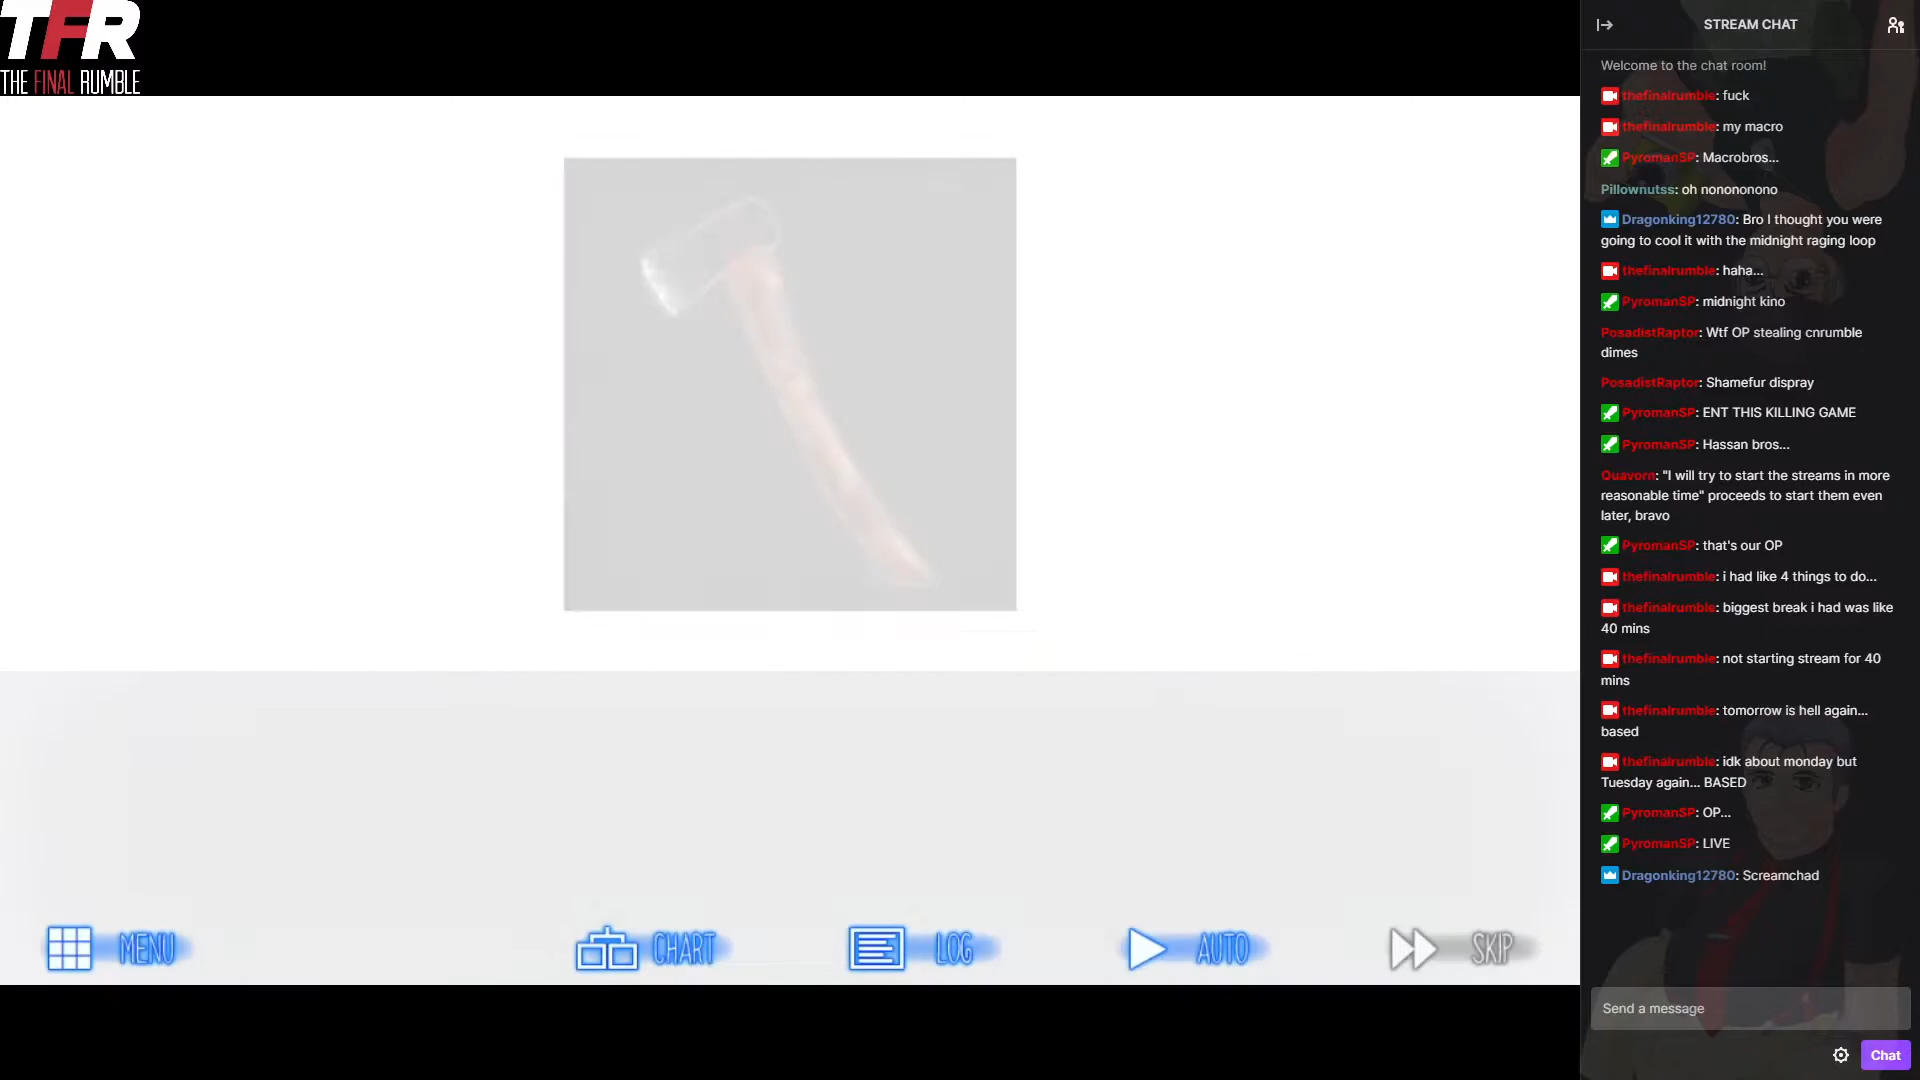 TFR
THE FINAL RUMBLE
STREAM CHAT
Welcome to the chat room!
thefinalrumble: fuck
thefinalrumble: my macro
PyromanSP: Macrobros...
Pillownutss: oh nonononono
Dragonking12780: Bro I thought you were
going to cool it with the midnight raging loop
thefinalrumble: haha...
PyromanSP: midnight kino
PosadistRaptor: Wtf OP stealing cnrumble
dimes
PosadistRaptor: Shamefur dispray
PyromanSP: ENT THIS KILLING GAME
PyromanSP: Hassan bros...
Quavorn: "I will try to start the streams in more
reasonable time" proceeds to start them even
later, bravo
PyromanSP: that's our OP
thefinalrumble: i had like 4 things to do...
thefinalrumble: biggest break i had was like
40 mins
thefinalrumble: not starting stream for 40
mins
thefinalrumble: tomorrow is hell again...
based
thefinalrumble: idk about monday but
Tuesday again... BASED
PyromanSP: OP...
PyromanSP: LIVE
Dragonking12780: Screamchad
MENU
CHART
LOG
AUTO
SKIP
Send a message
Chat